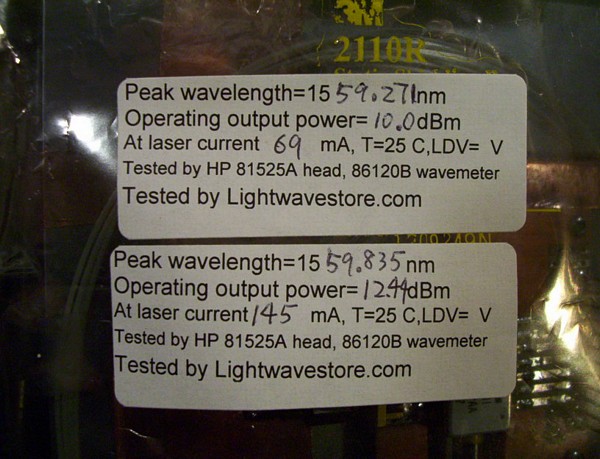 3M
2110R
Peak wavelength=1559.271nm
Operating output power=10.0dBm
At laser current 69 mA, T=25 C,LDV= V
Tested by HP 81525A head, 86120B wavemeter
Tested by Lightwavestore.com
Peak wavelength=1559.835nm
Operating output power=12.44dBm
At laser current 145 mA, T=25 C,LDV= V
Tested by HP 81525A head, 86120B wavemeter
Tested by Lightwavestore.com